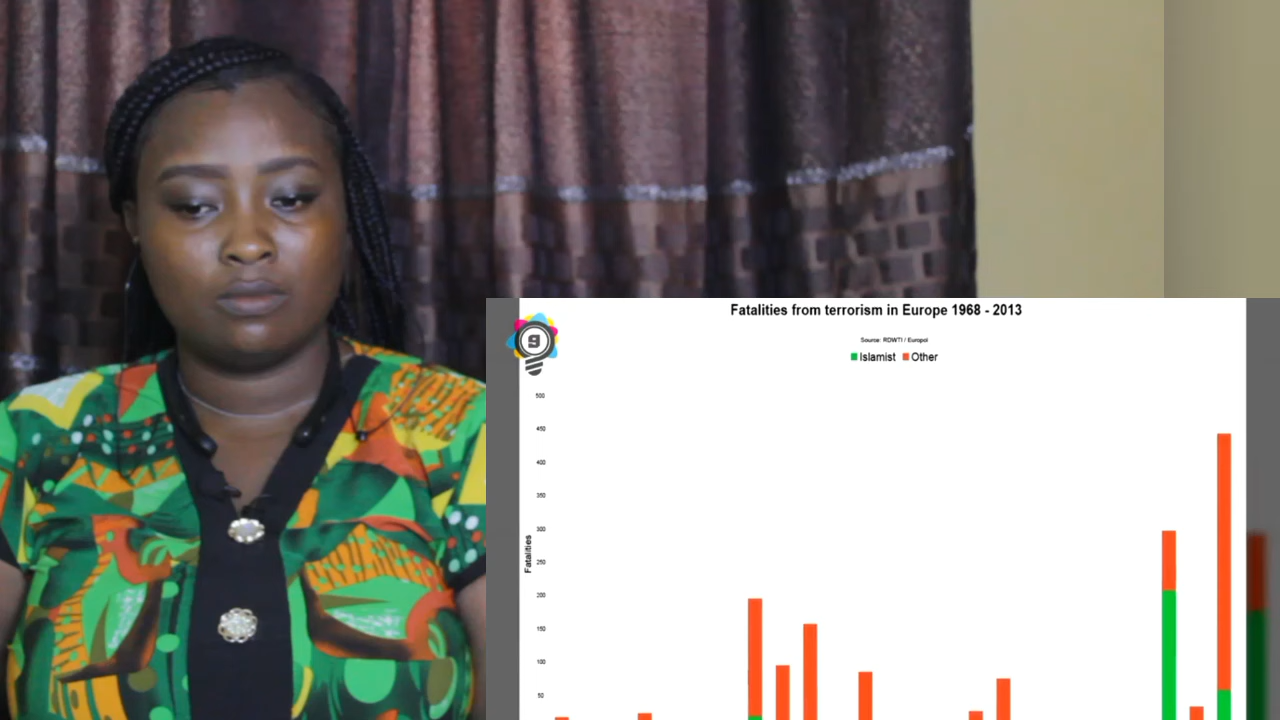 Fatalities from terrorism in Europe 1968 - 2013
9
Source: RDWTI / Europol
Islamist Other
500
450
400
350
300
250
200
150
100
50
Fatalities